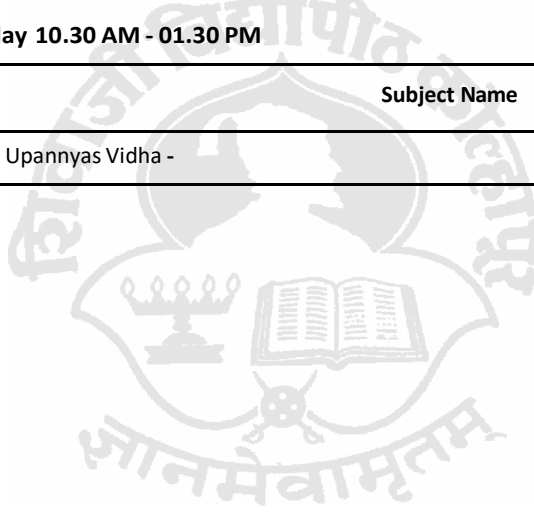 ay 10.30 AM - 01.30 PM
शिवाजी विद्यापीठ कोल्हापूर
Subject Name
Upannyas Vidha -
ज्ञानमेवामृतम्